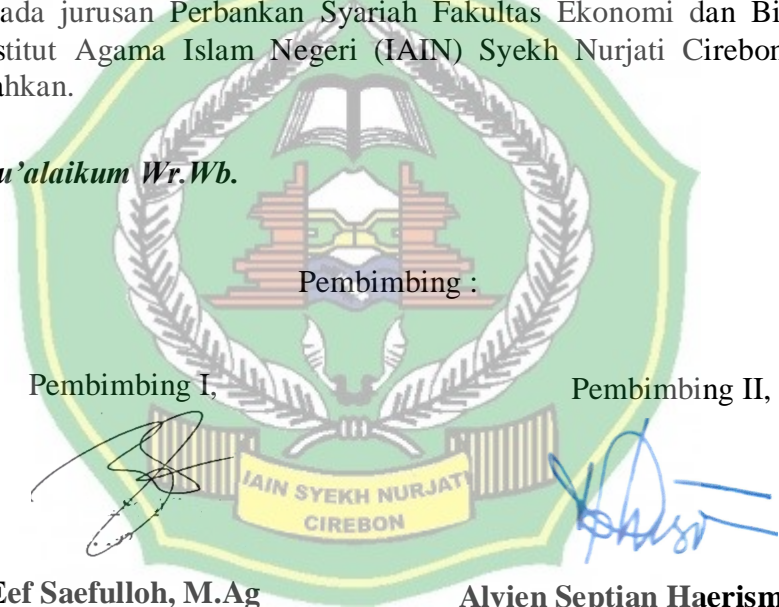 ada jurusan Perbankan Syariah Fakultas Ekonomi dan Bi
stitut Agama Islam Negeri (IAIN) Syekh Nurjati Cirebon
ahkan.
u’alaikum Wr.Wb.
Pembimbing :
Pembimbing I, Pembimbing II,
IAIN SYEKH NURJATI
CIREBON
Eef Saefulloh, M.Ag Alvien Septian Haerism